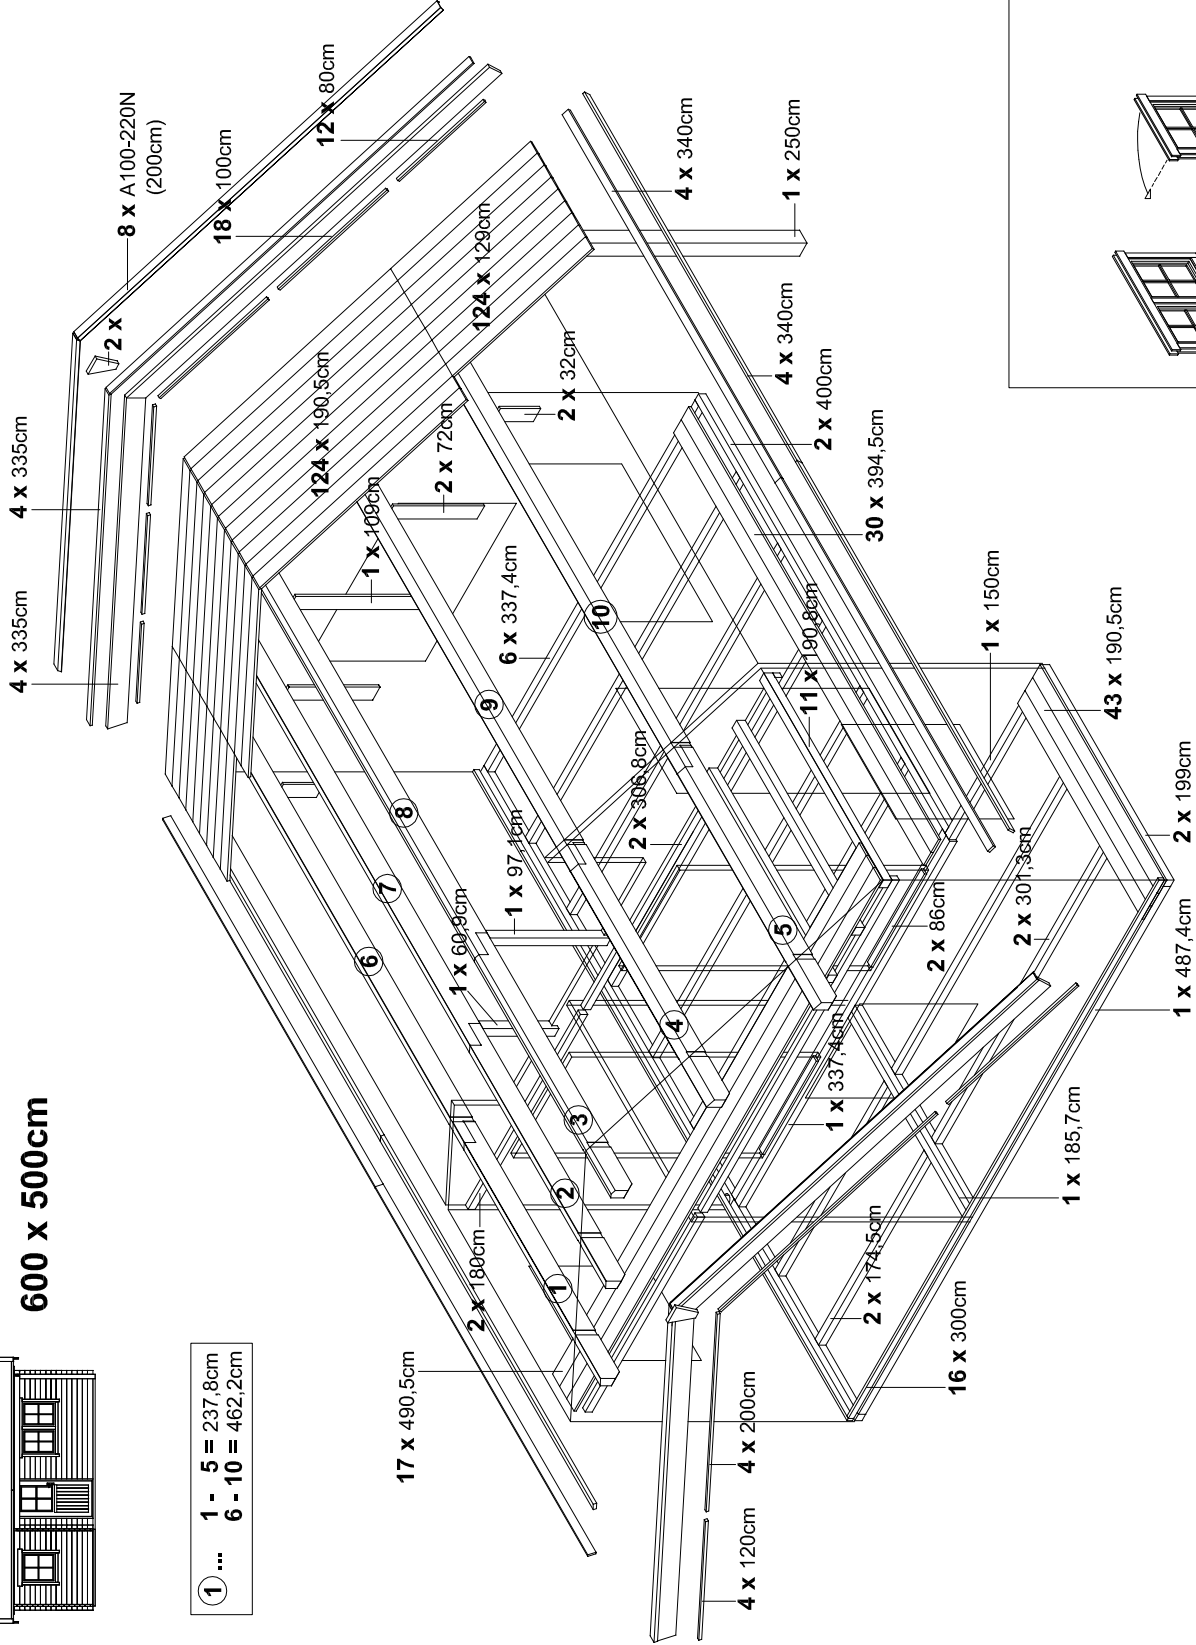 600 x 500cm
1 ... 1 - 5 = 237,8cm
6 - 10 = 462,2cm
4 x 335cm
4 x 335cm
8 x A100-220N
(200cm)
2 x
18 x 100cm
12 x 80cm
124 x 190,5cm
124 x 129cm
1 x 109cm
2 x 72cm
2 x 32cm
4 x 340cm
1 x 250cm
4 x 340cm
2 x 400cm
30 x 394,5cm
6 x 337,4cm
11 x 190,8cm
1 x 150cm
43 x 190,5cm
2 x 199cm
1 x 487,4cm
2 x 306,8cm
1 x 97,1cm
1 x 60,9cm
2 x 86cm
2 x 301,3cm
1 x 337,4cm
1 x 185,7cm
2 x 180cm
2 x 174,5cm
16 x 300cm
17 x 490,5cm
4 x 200cm
4 x 120cm
1
2
3
4
5
6
7
8
9
10